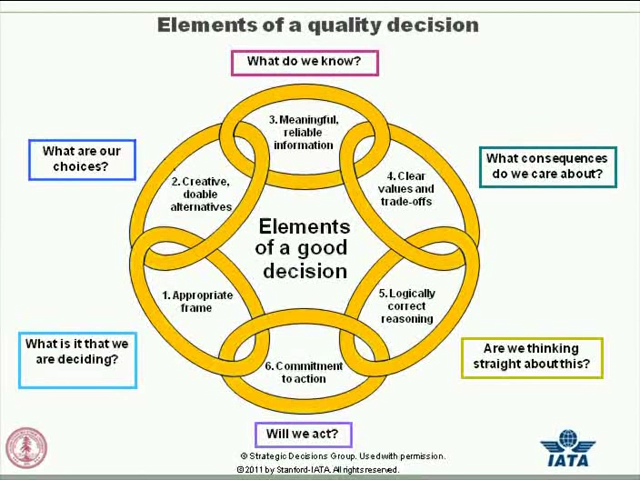 Elements of a quality decision
What do we know?
What are our
choices?
What consequences
do we care about?
3. Meaningful,
reliable
information
2. Creative,
doable
alternatives
4. Clear
values and
trade-offs
Elements
of a good
decision
1. Appropriate
frame
5. Logically
correct
reasoning
6. Commitment
to action
What is it that we
are deciding?
Are we thinking
straight about this?
Will we act?
© Strategic Decisions Group. Used with permission.
©2011 by Stanford-IATA. All rights reserved.
IATA